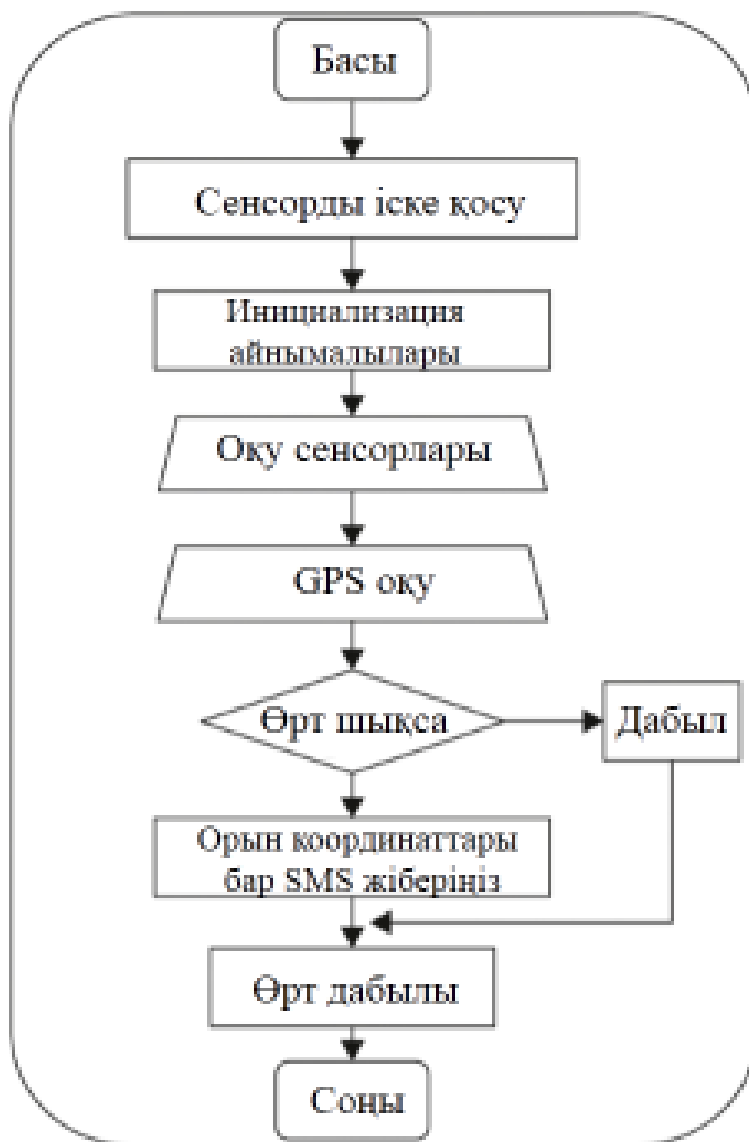 Басы
Сенсорды іске қосу
Инициализация
айнымалылары
Оқу сенсорлары
GPS оқу
Өрт шықса
Дабыл
Орын координаттары
бар SMS жіберіңіз
Өрт дабылы
Соңы